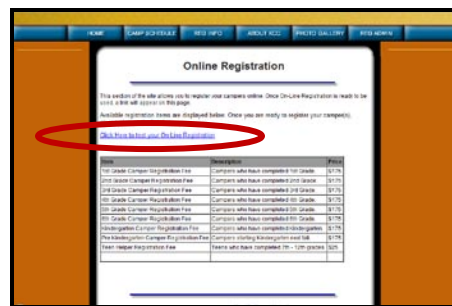 HOME CAMP SCHEDULE REG INFO ABOUT KCC PHOTO GALLERY REG ADMIN
Online Registration
This section of the site allows you to register your campers online. Once On-Line Registration is ready to be
used, a link will appear on this page.
Available registration items are displayed below. Once you are ready to register your camper(s),
Click Here to test your On-Line Registration
Item Description Price
1st Grade Camper Registration Fee Campers who have completed 1st Grade. $175
2nd Grade Camper Registration Fee Campers who have completed 2nd Grade. $175
3rd Grade Camper Registration Fee Campers who have completed 3rd Grade. $175
4th Grade Camper Registration Fee Campers who have completed 4th Grade. $175
5th Grade Camper Registration Fee Campers who have completed 5th Grade. $175
6th Grade Camper Registration Fee Campers who have completed 6th Grade. $175
Kindergarten Camper Registration Fee Campers who have completed Kindergarten. $175
Pre Kindergarten Camper Registration Fee Campers starting Kindergarten next fall. $175
Teen Helper Registration Fee Teens who have completed 7th - 12th grades $25